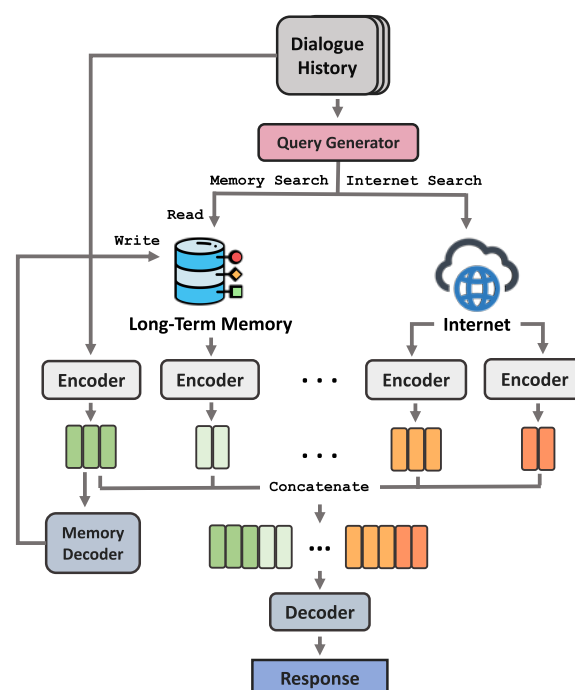 Dialogue
History
Query Generator
Memory Search
Internet Search
Read
Write
Long-Term Memory
Internet
Encoder
Encoder
. . .
Encoder
Encoder
. . .
Concatenate
Memory
Decoder
...
Decoder
Response